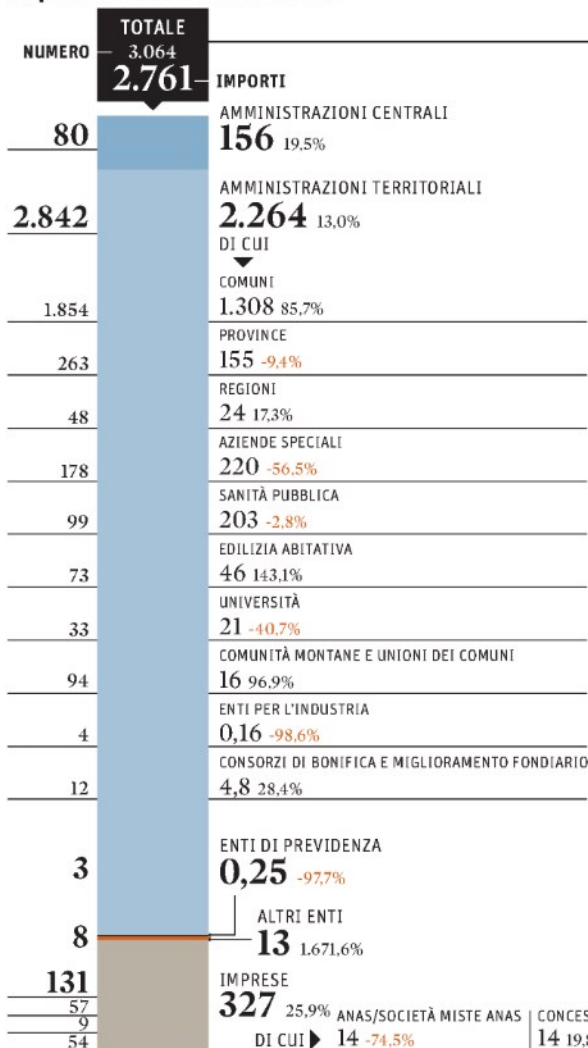 TOTALE
NUMERO 3.064
2.761 IMPORTI
AMMINISTRAZIONI CENTRALI
80 156 19,5%
AMMINISTRAZIONI TERRITORIALI
2.842 2.264 13,0%
DI CUI
COMUNI
1.854 1.308 85,7%
PROVINCE
263 155 -9,4%
REGIONI
48 24 17,3%
AZIENDE SPECIALI
178 220 -56,5%
SANITÀ PUBBLICA
99 203 -2,8%
EDILIZIA ABITATIVA
73 46 143,1%
UNIVERSITÀ
33 21 -40,7%
COMUNITÀ MONTANE E UNIONI DEI COMUNI
94 16 96,9%
ENTI PER L'INDUSTRIA
4 0,16 -98,6%
CONSORZI DI BONIFICA E MIGLIORAMENTO FONDIARIO
12 4,8 28,4%
ENTI DI PREVIDENZA
3 0,25 -97,7%
ALTRI ENTI
8 13 1.671,6%
IMPRESE
131 327 25,9%
57
9
54
DI CUI
ANAS/SOCIETÀ MISTE ANAS
14 -74,5%
14